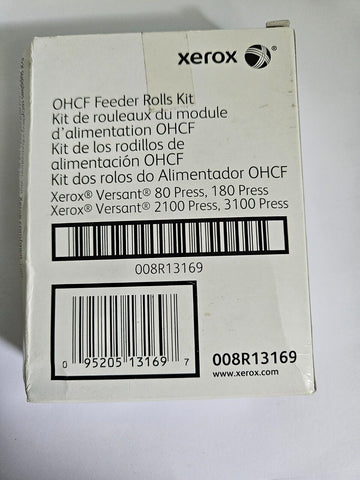 xerox
OHCF Feeder Rolls Kit
Kit de rouleaux du module
d'alimentation OHCF
Kit de los rodillos de
alimentación OHCF
Kit dos rolos do Alimentador OHCF
Xerox® Versant® 80 Press, 180 Press
Xerox® Versant® 2100 Press, 3100 Press
008R13169
0 95205 13169 7
008R13169
www.xerox.com